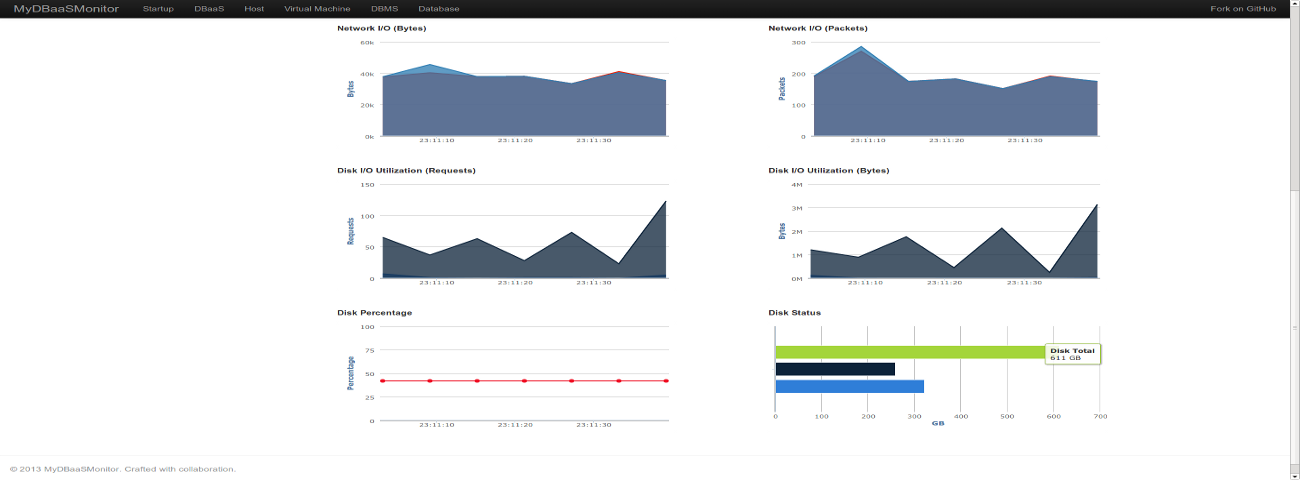 MyDBaaSMonitor Startup DBaaS Host Virtual Machine DBMS Database Fork on GitHub
Network I/O (Bytes)
60k
40k
20k
0k
Bytes
23:11:10 23:11:20 23:11:30
Network I/O (Packets)
300
200
100
0
Packets
23:11:10 23:11:20 23:11:30
Disk I/O Utilization (Requests)
150
100
50
0
Requests
23:11:10 23:11:20 23:11:30
Disk I/O Utilization (Bytes)
4M
3M
2M
1M
0M
Bytes
23:11:10 23:11:20 23:11:30
Disk Percentage
100
75
50
25
0
Percentage
23:11:10 23:11:20 23:11:30
Disk Status
Disk Total
611 GB
0 100 200 300 400 500 600 700
GB
© 2013 MyDBaaSMonitor. Crafted with collaboration.